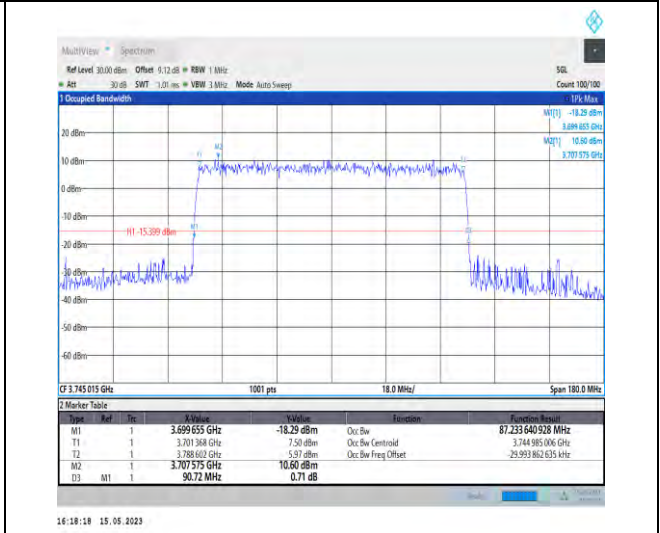 MultiView Spectrum
Ref Level 30.00 dBm Offset 9.12 dB RBW 1 MHz SGL
Att 30 dB SWT 1.01 ms VBW 3 MHz Mode Auto Sweep Count 100/100
1 Occupied Bandwidth 1Pk Max
M1[1] -18.29 dBm
3.699 655 GHz
M2[1] 10.60 dBm
3.707 575 GHz
20 dBm
M2
T1 T2
10 dBm
0 dBm
-10 dBm
H1 -15.399 dBm M1 D3
-20 dBm
-30 dBm
-40 dBm
-50 dBm
-60 dBm
CF 3.745 015 GHz 1001 pts 18.0 MHz/ Span 180.0 MHz
2 Marker Table
Type Ref Trc X-Value Y-Value Function Function Result
M1 1 3.699 655 GHz -18.29 dBm Occ Bw 87.233 640 928 MHz
T1 1 3.701 368 GHz 7.50 dBm Occ Bw Centroid 3.744 985 006 GHz
T2 1 3.788 602 GHz 5.97 dBm Occ Bw Freq Offset -29.993 862 635 kHz
M2 1 3.707 575 GHz 10.60 dBm
D3 M1 1 90.72 MHz 0.71 dB
16:18:18 15.05.2023